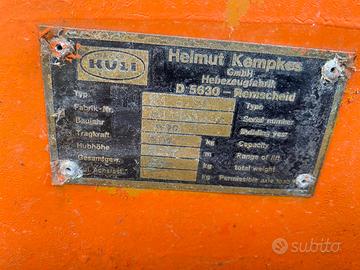 KULI
Helmut Kempkes
GmbH
Hebezeugfabrik
D 5630 - Remscheid
Typ Type
Fabrik-Nr. Serial number
Baujahr Building year
Tragkraft kg Capacity
Hubhöhe m Range of lift
Gesamtgew. kg total weight
kg Permissible axle
subito